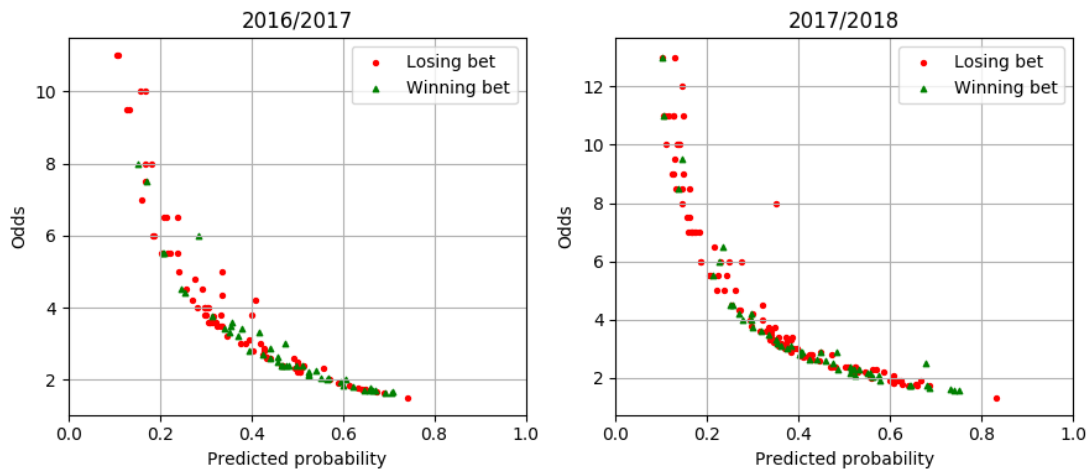 2016/2017
Losing bet
Winning bet
10
8
6
4
2
Odds
0.0 0.2 0.4 0.6 0.8 1.0
Predicted probability
2017/2018
Losing bet
Winning bet
12
10
8
6
4
2
Odds
0.0 0.2 0.4 0.6 0.8 1.0
Predicted probability